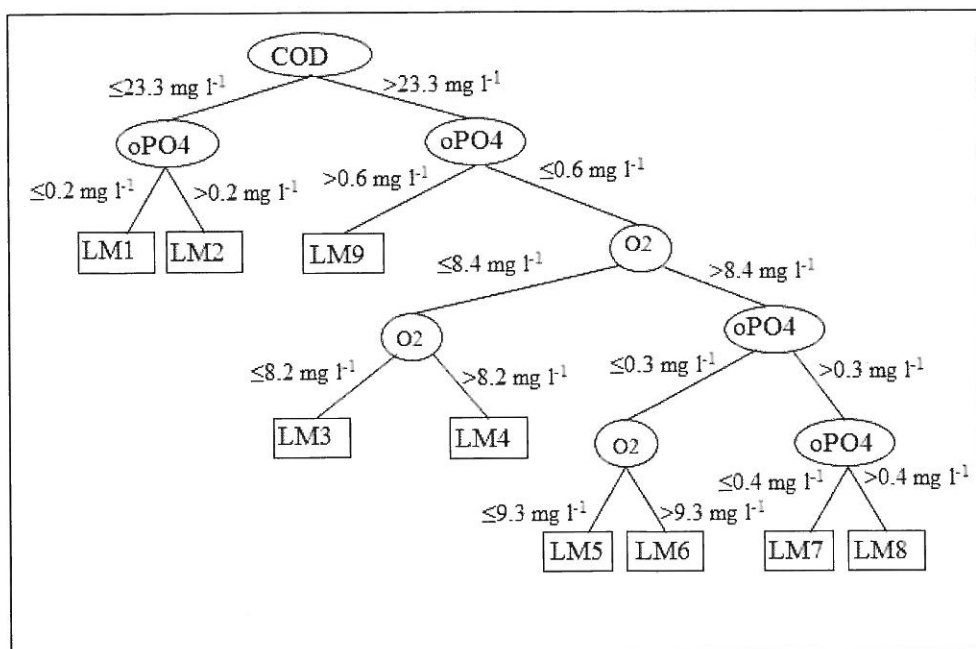 COD
≤23.3 mg l⁻¹ >23.3 mg l⁻¹
oPO4 oPO4
≤0.2 mg l⁻¹ >0.2 mg l⁻¹ >0.6 mg l⁻¹ ≤0.6 mg l⁻¹
LM1 LM2 LM9 O2
≤8.4 mg l⁻¹ >8.4 mg l⁻¹
O2 oPO4
≤8.2 mg l⁻¹ >8.2 mg l⁻¹ ≤0.3 mg l⁻¹ >0.3 mg l⁻¹
LM3 LM4 O2 oPO4
≤9.3 mg l⁻¹ >9.3 mg l⁻¹ ≤0.4 mg l⁻¹ >0.4 mg l⁻¹
LM5 LM6 LM7 LM8